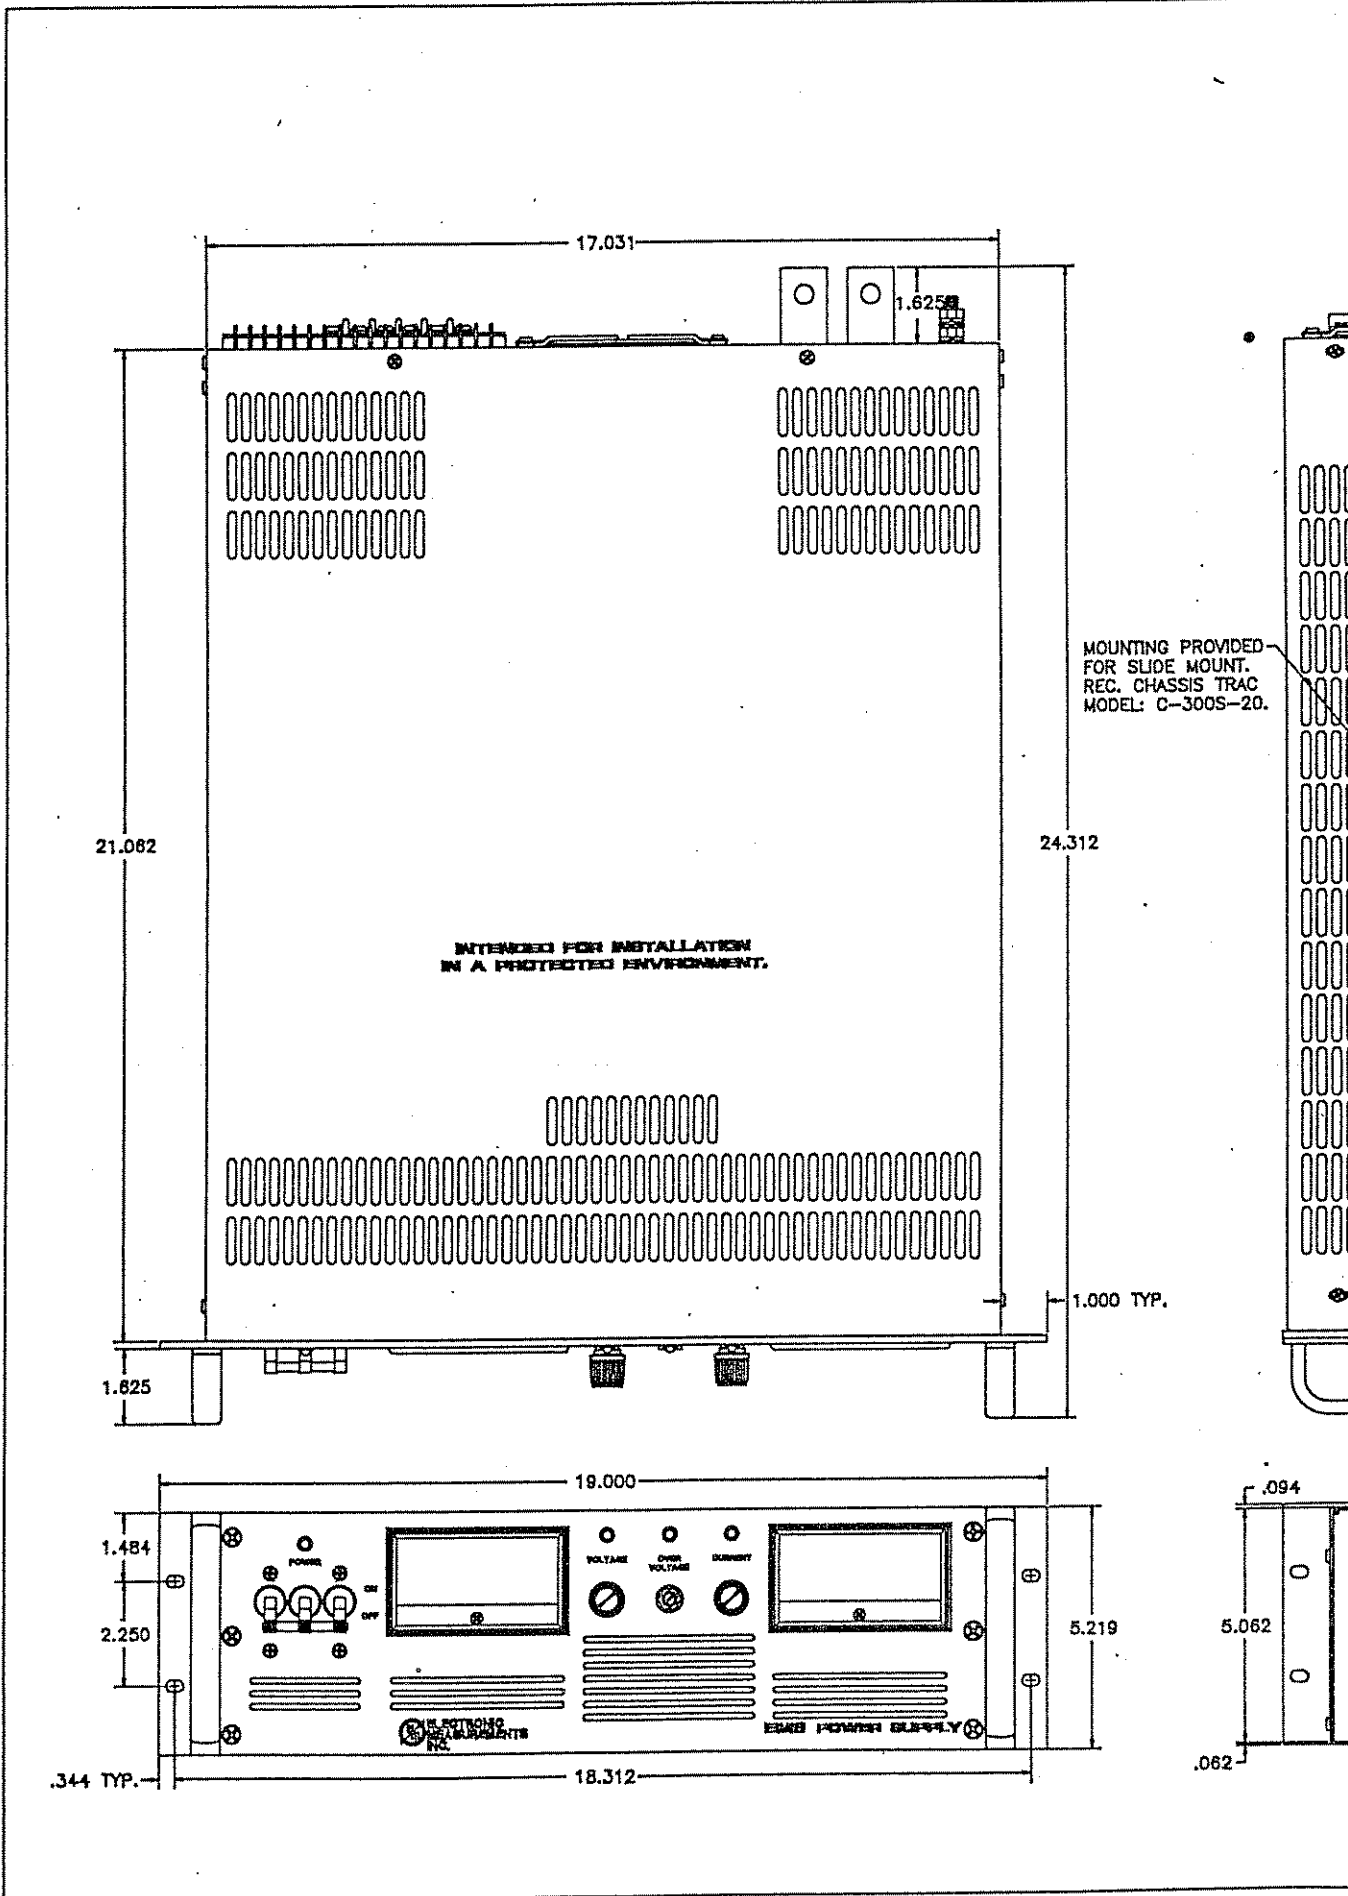 17.031
1.625
MOUNTING PROVIDED
FOR SLIDE MOUNT.
REC. CHASSIS TRAC
MODEL: C-300S-20.
21.062
24.312
INTENDED FOR INSTALLATION
IN A PROTECTED ENVIRONMENT.
1.000 TYP.
1.625
19.000
.094
1.484
POWER
VOLTAGE
OVER
VOLTAGE
CURRENT
ON
OFF
2.250
5.219
5.062
ELECTRONIC
MEASUREMENTS
INC.
POWER SUPPLY
.062
.344 TYP.
18.312